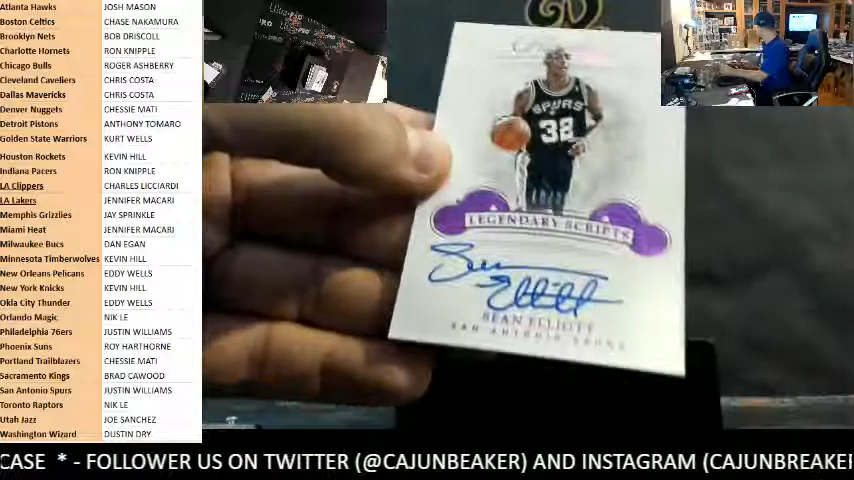 Atlanta Hawks JOSH MASON
Boston Celtics CHASE NAKAMURA
Brooklyn Nets BOB DRISCOLL
Charlotte Hornets RON KNIPPLE
Chicago Bulls ROGER ASHBERRY
Cleveland Cavaliers CHRIS COSTA
Dallas Mavericks CHRIS COSTA
Denver Nuggets CHESSIE MATI
Detroit Pistons ANTHONY TOMARO
Golden State Warriors KURT WELLS
Houston Rockets KEVIN HILL
Indiana Pacers RON KNIPPLE
LA Clippers CHARLES LICCIARDI
LA Lakers JENNIFER MACARI
Memphis Grizzlies JAY SPRINKLE
Miami Heat JENNIFER MACARI
Milwaukee Bucs DAN EGAN
Minnesota Timberwolves KEVIN HILL
New Orleans Pelicans EDDY WELLS
New York Knicks KEVIN HILL
Okla City Thunder EDDY WELLS
Orlando Magic NIK LE
Philadelphia 76ers JUSTIN WILLIAMS
Phoenix Suns ROY HARTHORNE
Portland Trailblazers CHESSIE MATI
Sacramento Kings BRAD CAWOOD
San Antonio Spurs JUSTIN WILLIAMS
Toronto Raptors NIK LE
Utah Jazz JOE SANCHEZ
Washington Wizard DUSTIN DRY
SPURS
32
LEGENDARY SCRIPTS
Sean
Elliott
SEAN ELLIOTT
SAN ANTONIO SPURS
CASE * - FOLLOWER US ON TWITTER (@CAJUNBEAKER) AND INSTAGRAM (CAJUNBREAKER